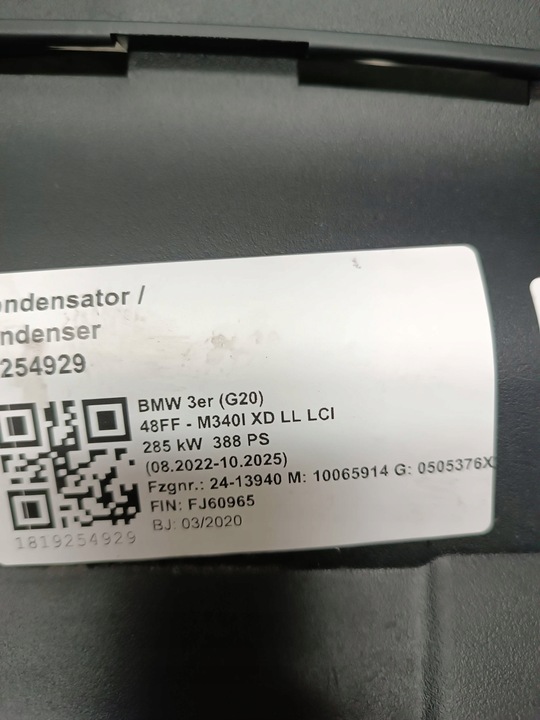 ondensator /
ndenser
254929
BMW 3er (G20)
48FF - M340I XD LL LCI
285 kW 388 PS
(08.2022-10.2025)
Fzgnr.: 24-13940 M: 10065914 G: 0505376X
FIN: FJ60965
BJ: 03/2020
1819254929